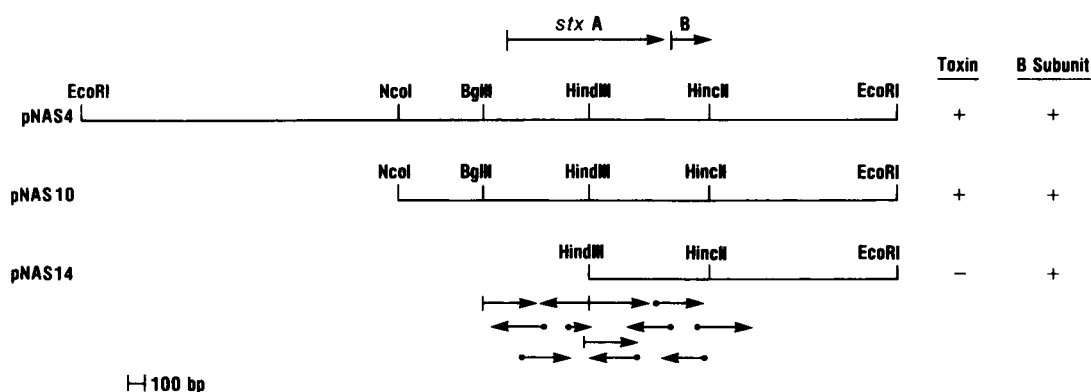 stx A B
Toxin B Subunit
EcoRI NcoI BglII HindIII HincII EcoRI
pNAS4 + +
NcoI BglII HindIII HincII EcoRI
pNAS10 + +
HindIII HincII EcoRI
pNAS14 − +
100 bp